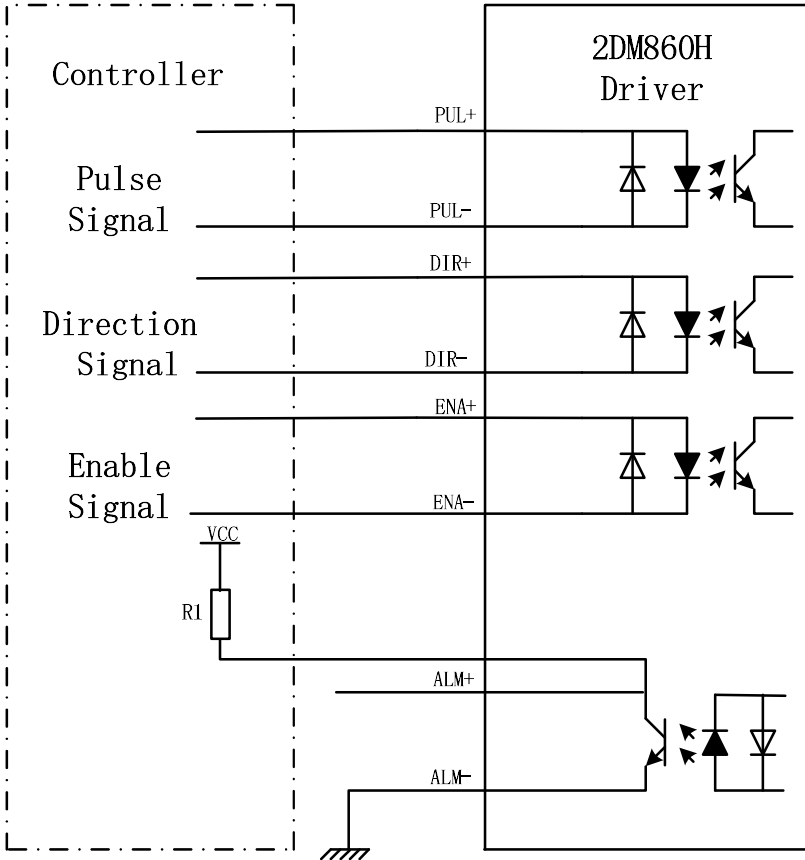 Controller
2DM860H
Driver
PUL+
Pulse
Signal
PUL-
DIR+
Direction
Signal
DIR-
ENA+
Enable
Signal
ENA-
VCC
R1
ALM+
ALM-